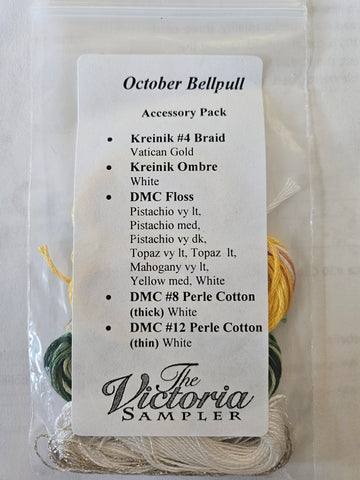 October Bellpull
Accessory Pack
• Kreinik #4 Braid
Vatican Gold
• Kreinik Ombre
White
• DMC Floss
Pistachio vy lt,
Pistachio med,
Pistachio vy dk,
Topaz vy lt, Topaz lt,
Mahogany vy lt,
Yellow med, White
• DMC #8 Perle Cotton
(thick) White
• DMC #12 Perle Cotton
(thin) White
The
Victoria
SAMPLER